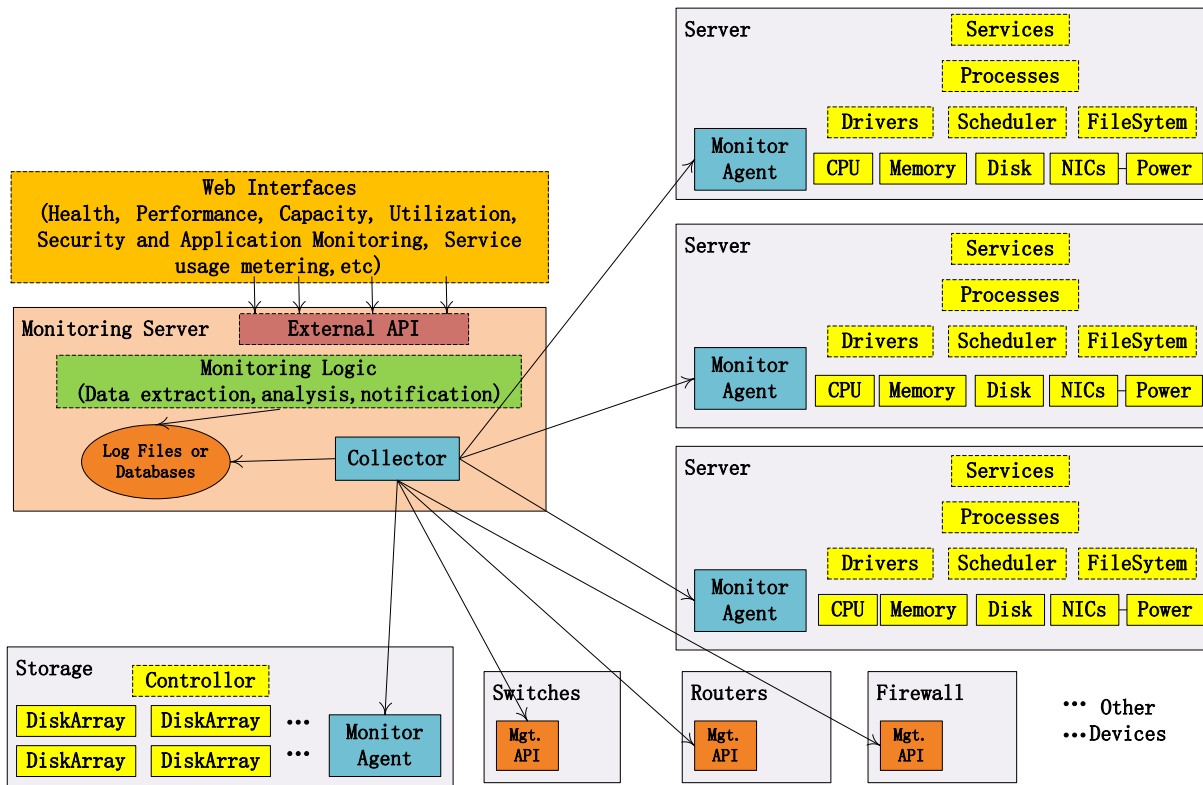 Web Interfaces
(Health, Performance, Capacity, Utilization,
Security and Application Monitoring, Service
usage metering,etc)
Monitoring Server
External API
Monitoring Logic
(Data extraction,analysis,notification)
Log Files or
Databases
Collector
Server
Services
Processes
Drivers
Scheduler
FileSytem
Monitor
Agent
CPU
Memory
Disk
NICs
Power
Server
Services
Processes
Drivers
Scheduler
FileSytem
Monitor
Agent
CPU
Memory
Disk
NICs
Power
Server
Services
Processes
Drivers
Scheduler
FileSytem
Monitor
Agent
CPU
Memory
Disk
NICs
Power
Storage
Controllor
DiskArray
DiskArray
…
DiskArray
DiskArray
…
Monitor
Agent
Switches
Mgt.
API
Routers
Mgt.
API
Firewall
Mgt.
API
… Other
…Devices